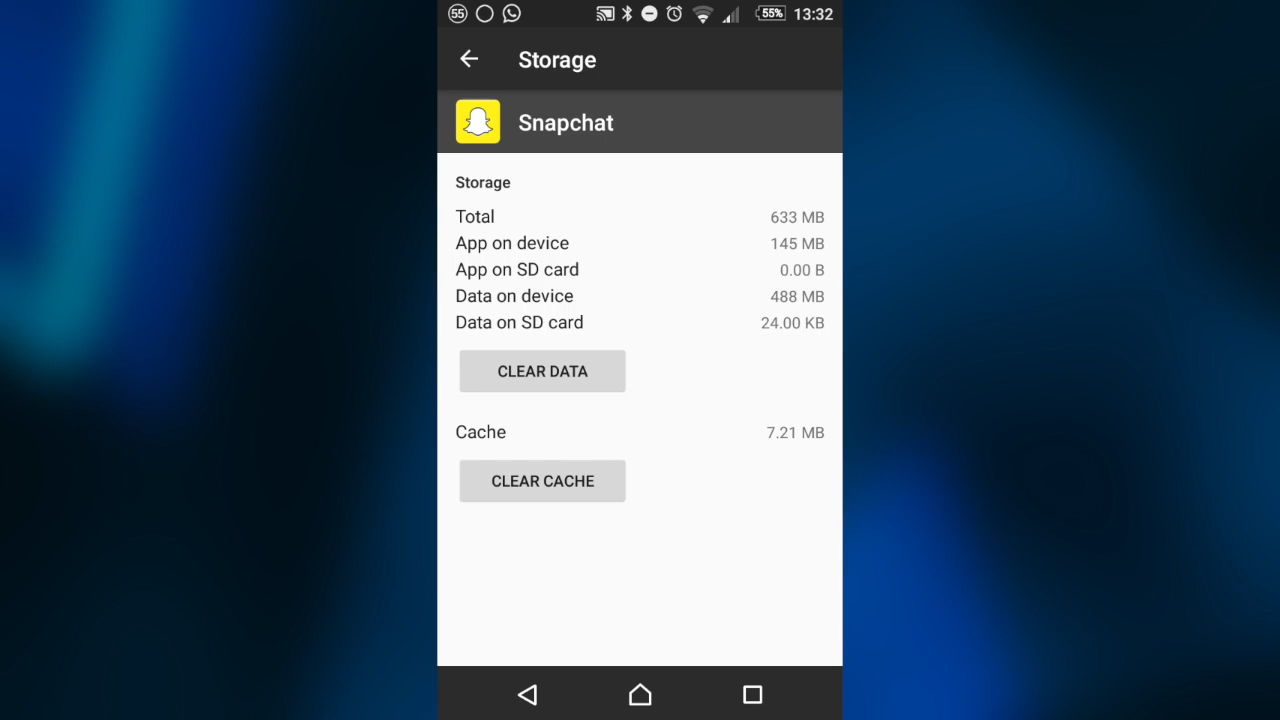 55 55% 13:32
Storage
Snapchat
Storage
Total 633 MB
App on device 145 MB
App on SD card 0.00 B
Data on device 488 MB
Data on SD card 24.00 KB
CLEAR DATA
Cache 7.21 MB
CLEAR CACHE